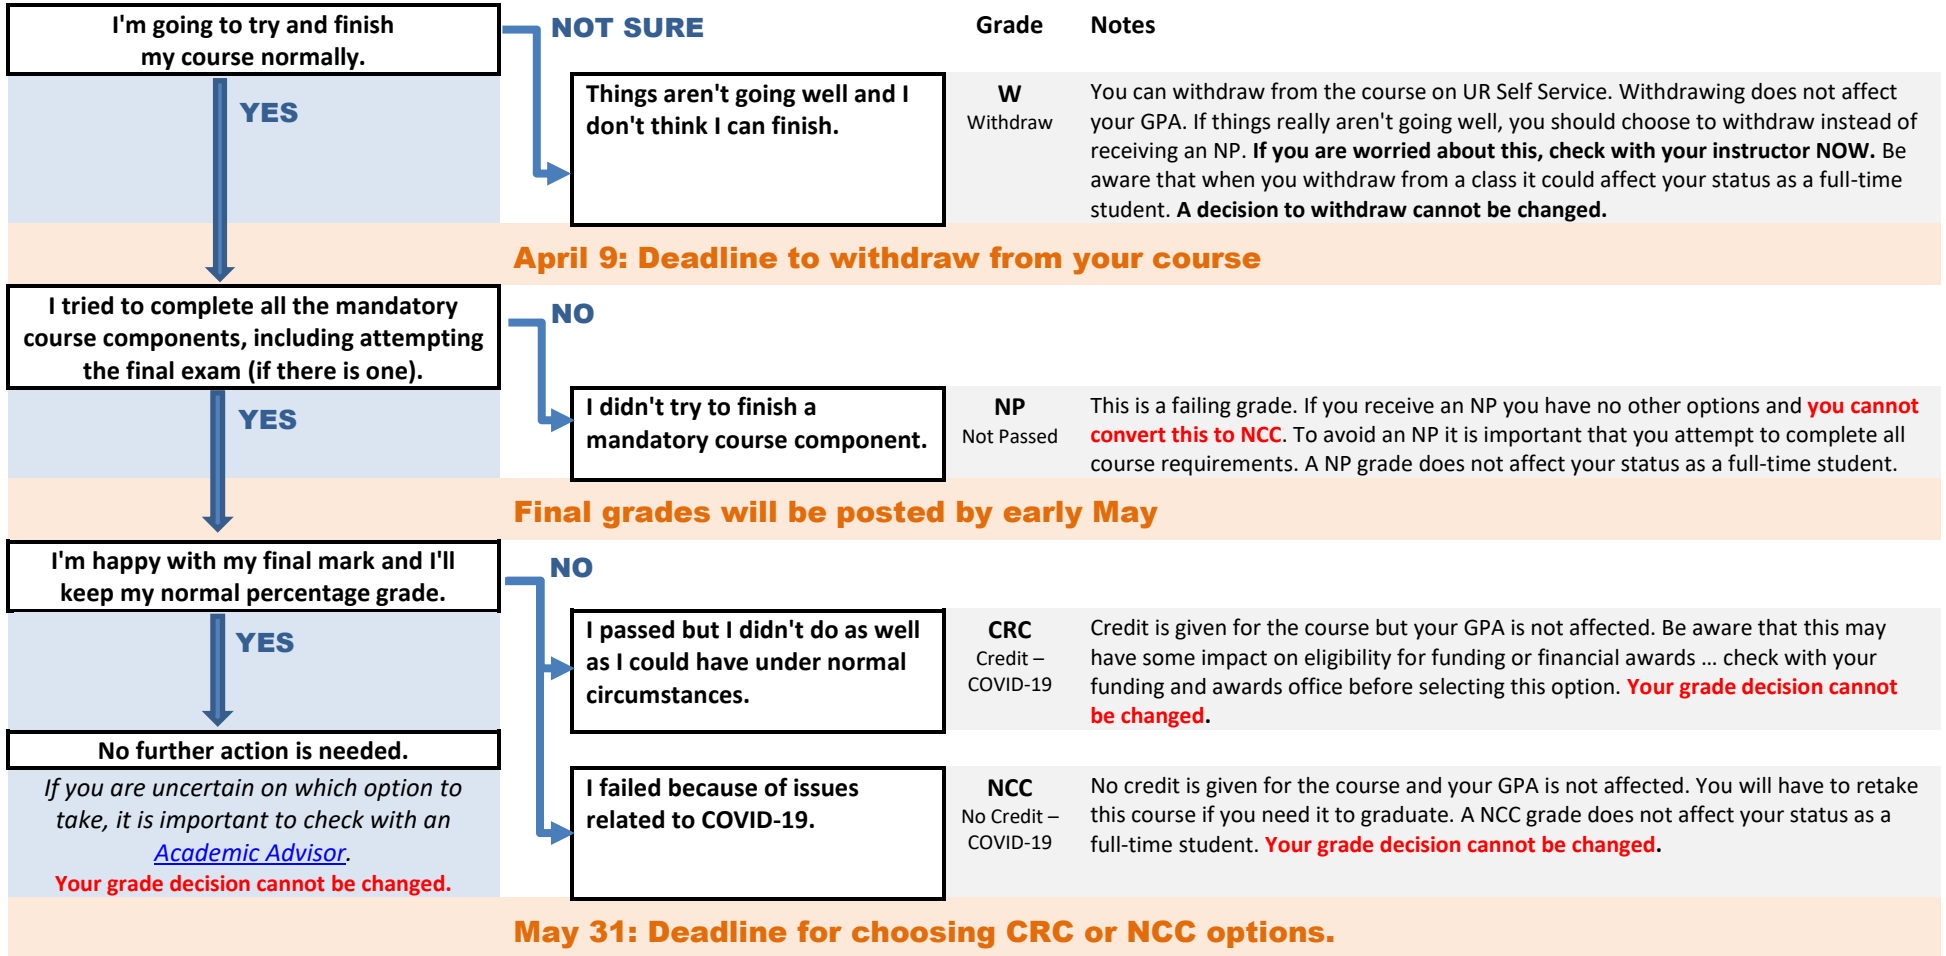 I'm going to try and finish
my course normally.
NOT SURE
Grade
Notes
YES
Things aren't going well and I
don't think I can finish.
W
Withdraw
You can withdraw from the course on UR Self Service. Withdrawing does not affect
your GPA. If things really aren't going well, you should choose to withdraw instead of
receiving an NP. If you are worried about this, check with your instructor NOW. Be
aware that when you withdraw from a class it could affect your status as a full-time
student. A decision to withdraw cannot be changed.
April 9: Deadline to withdraw from your course
I tried to complete all the mandatory
course components, including attempting
the final exam (if there is one).
NO
YES
I didn't try to finish a
mandatory course component.
NP
Not Passed
This is a failing grade. If you receive an NP you have no other options and you cannot
convert this to NCC. To avoid an NP it is important that you attempt to complete all
course requirements. A NP grade does not affect your status as a full-time student.
Final grades will be posted by early May
I'm happy with my final mark and I'll
keep my normal percentage grade.
NO
YES
I passed but I didn't do as well
as I could have under normal
circumstances.
CRC
Credit –
COVID-19
Credit is given for the course but your GPA is not affected. Be aware that this may
have some impact on eligibility for funding or financial awards … check with your
funding and awards office before selecting this option. Your grade decision cannot
be changed.
No further action is needed.
If you are uncertain on which option to
take, it is important to check with an
Academic Advisor.
Your grade decision cannot be changed.
I failed because of issues
related to COVID-19.
NCC
No Credit –
COVID-19
No credit is given for the course and your GPA is not affected. You will have to retake
this course if you need it to graduate. A NCC grade does not affect your status as a
full-time student. Your grade decision cannot be changed.
May 31: Deadline for choosing CRC or NCC options.